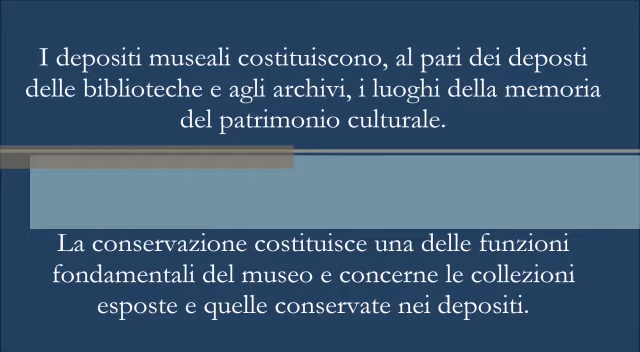 I depositi museali costituiscono, al pari dei deposti
delle biblioteche e agli archivi, i luoghi della memoria
del patrimonio culturale.
La conservazione costituisce una delle funzioni
fondamentali del museo e concerne le collezioni
esposte e quelle conservate nei depositi.